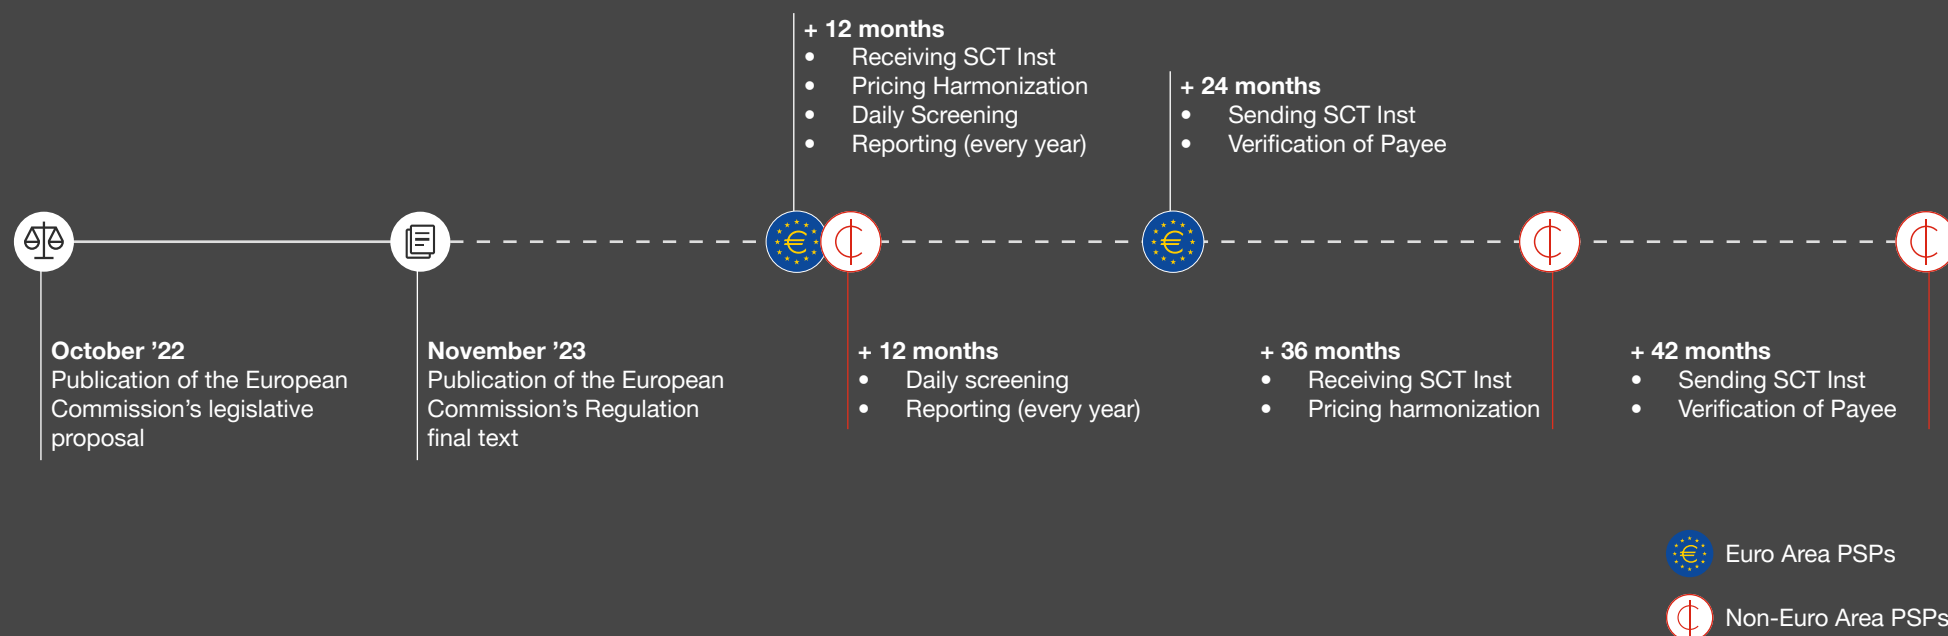 + 12 months
• Receiving SCT Inst
• Pricing Harmonization
• Daily Screening
• Reporting (every year)
+ 24 months
• Sending SCT Inst
• Verification of Payee
October ’22
Publication of the European
Commission’s legislative
proposal
November ’23
Publication of the European
Commission’s Regulation
final text
+ 12 months
• Daily screening
• Reporting (every year)
+ 36 months
• Receiving SCT Inst
• Pricing harmonization
+ 42 months
• Sending SCT Inst
• Verification of Payee
Euro Area PSPs
Non-Euro Area PSPs